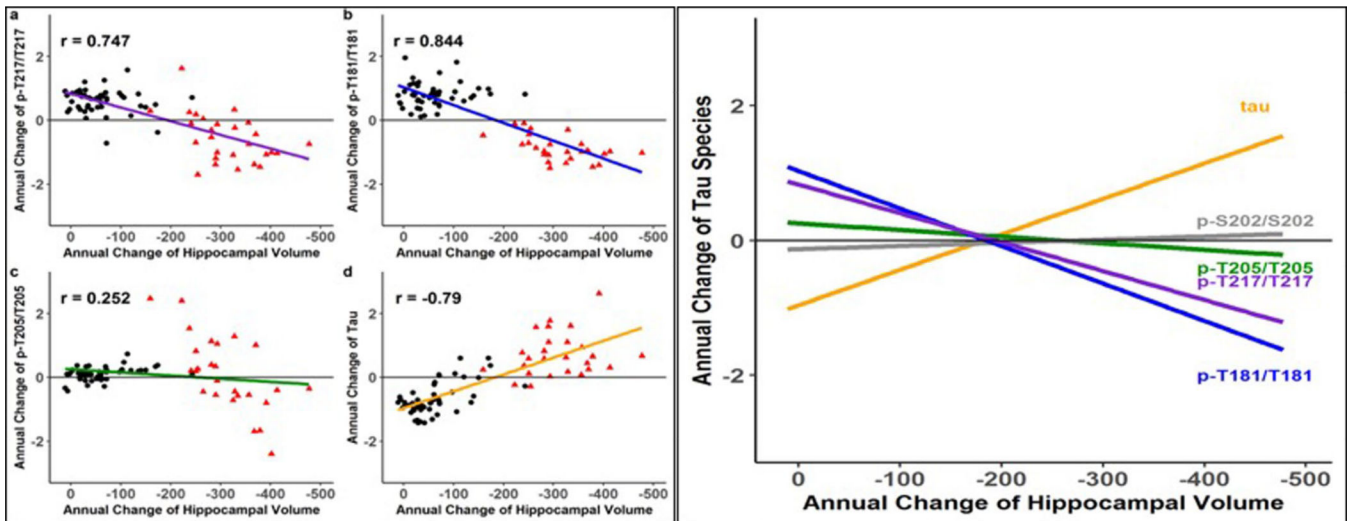 a
r = 0.747
Annual Change of p-T217/T217
2
0
-2
0 -100 -200 -300 -400 -500
Annual Change of Hippocampal Volume
b
r = 0.844
Annual Change of p-T181/T181
2
0
-2
0 -100 -200 -300 -400 -500
Annual Change of Hippocampal Volume
c
r = 0.252
Annual Change of p-T205/T205
2
0
-2
0 -100 -200 -300 -400 -500
Annual Change of Hippocampal Volume
d
r = -0.79
Annual Change of Tau
2
0
-2
0 -100 -200 -300 -400 -500
Annual Change of Hippocampal Volume
Annual Change of Tau Species
2
0
-2
tau
p-S202/S202
p-T205/T205
p-T217/T217
p-T181/T181
0 -100 -200 -300 -400 -500
Annual Change of Hippocampal Volume